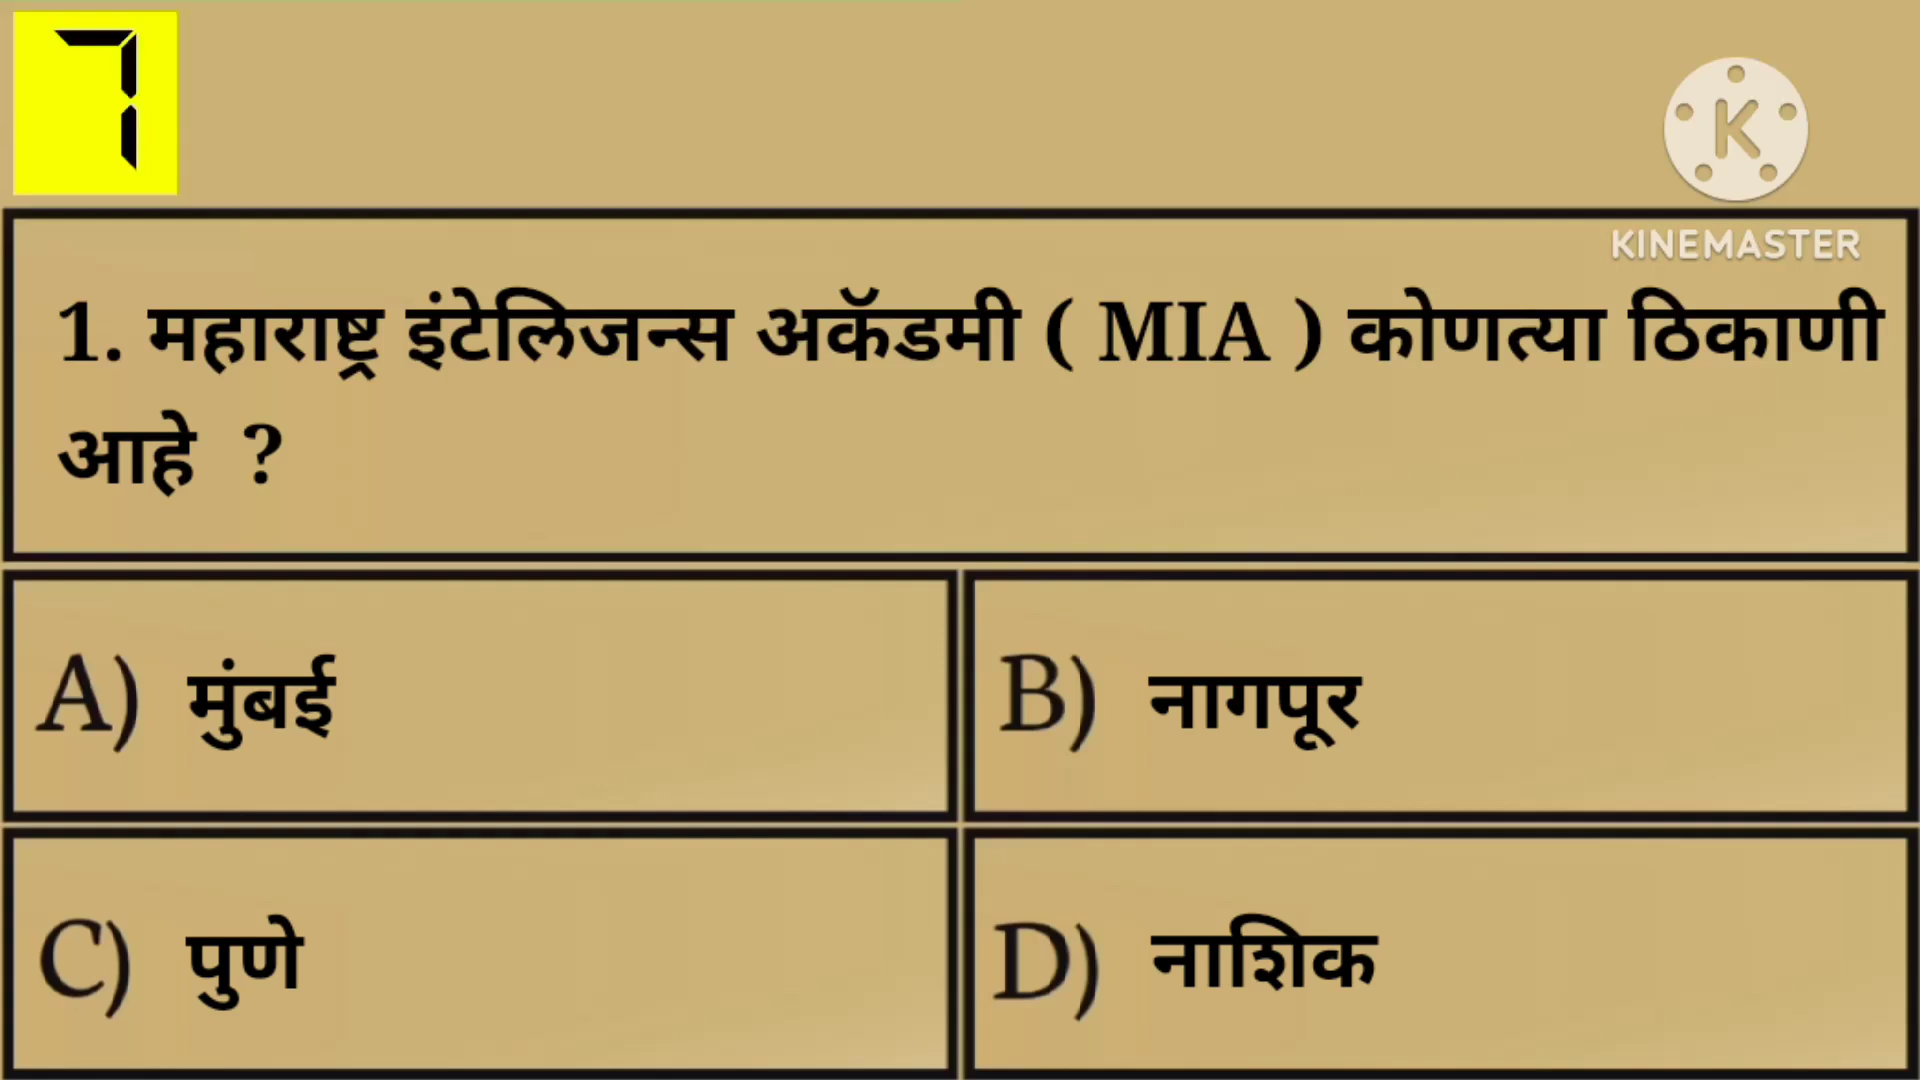 7
K
KINEMASTER
1. महाराष्ट्र इंटेलिजन्स अकॅडमी ( MIA ) कोणत्या ठिकाणी
आहे ?
A) मुंबई
B) नागपूर
C) पुणे
D) नाशिक